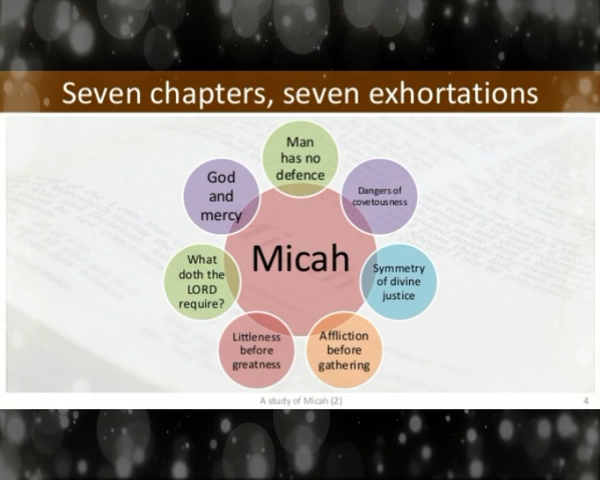 Seven chapters, seven exhortations
Man
has no
defence
Dangers of
covetousness
Symmetry
of divine
justice
Affliction
before
gathering
Littleness
before
greatness
What
doth the
LORD
require?
God
and
mercy
Micah
A study of Micah (2)
4